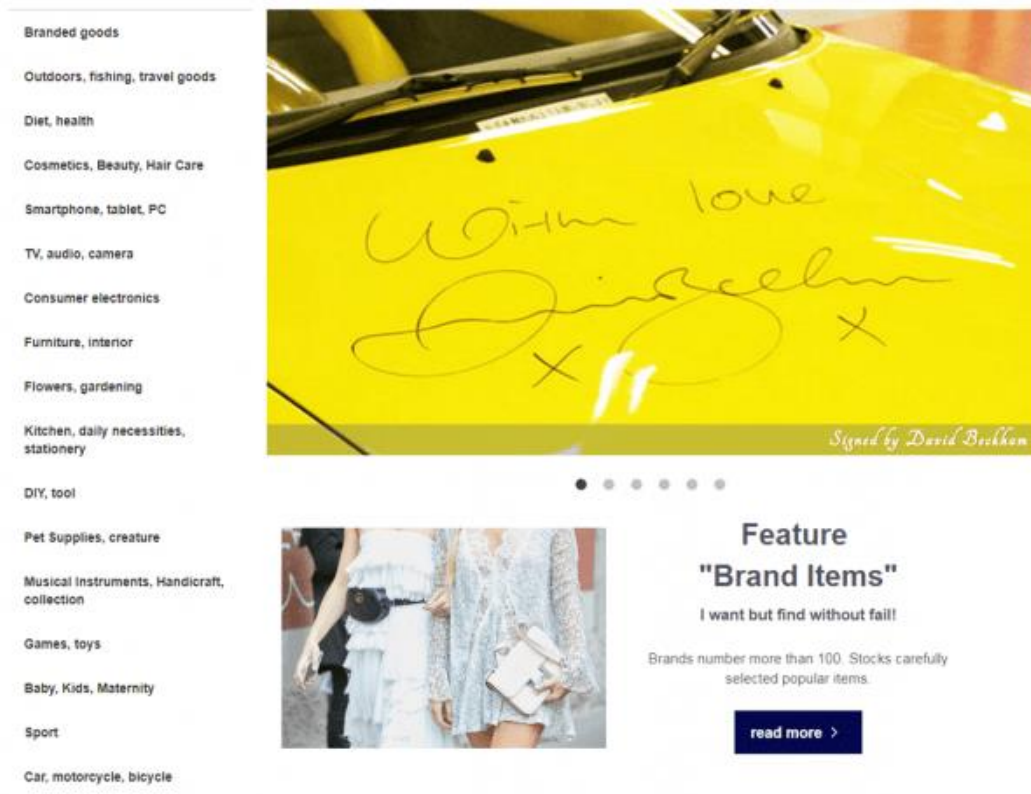 Branded goods
Outdoors, fishing, travel goods
Diet, health
Cosmetics, Beauty, Hair Care
Smartphone, tablet, PC
TV, audio, camera
Consumer electronics
Furniture, interior
Flowers, gardening
Kitchen, daily necessities,
stationery
DIY, tool
Pet Supplies, creature
Musical Instruments, Handicraft,
collection
Games, toys
Baby, Kids, Maternity
Sport
Car, motorcycle, bicycle
With love
David Beckham
X X
Signed by David Beckham
Feature
"Brand Items"
I want but find without fail!
Brands number more than 100. Stocks carefully
selected popular items.
read more >